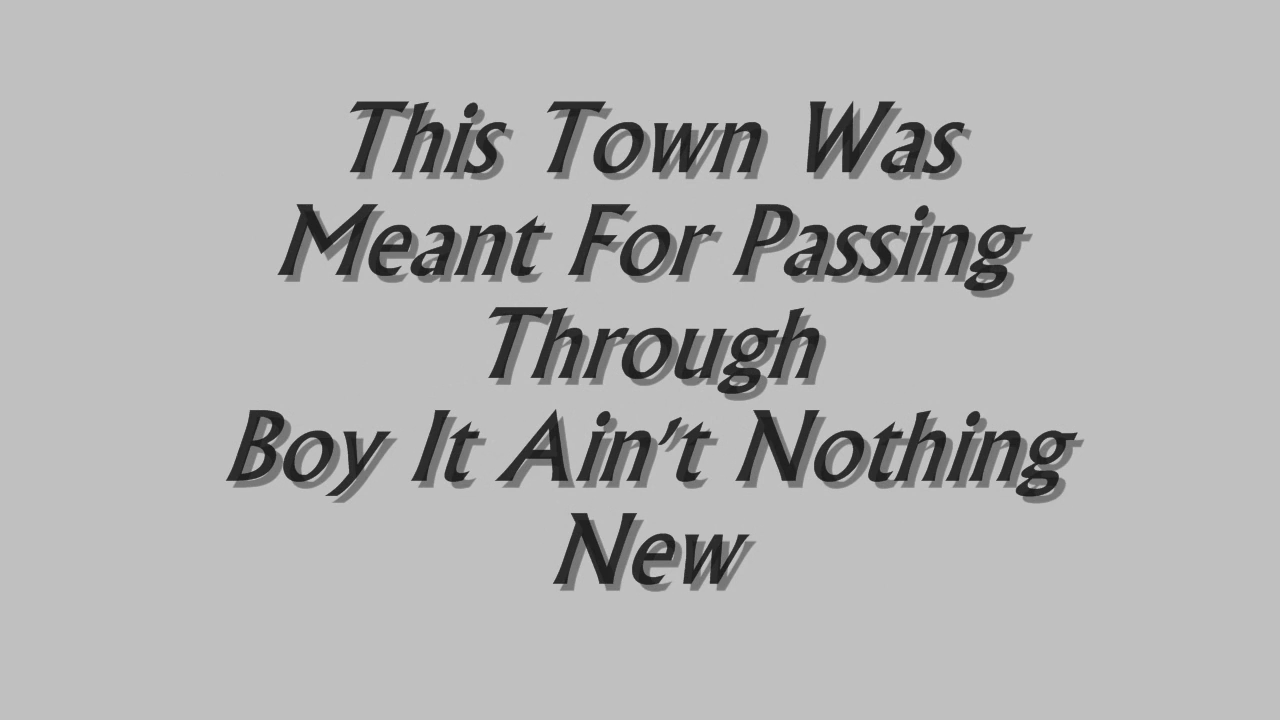 This Town Was
Meant For Passing
Through
Boy It Ain't Nothing
New